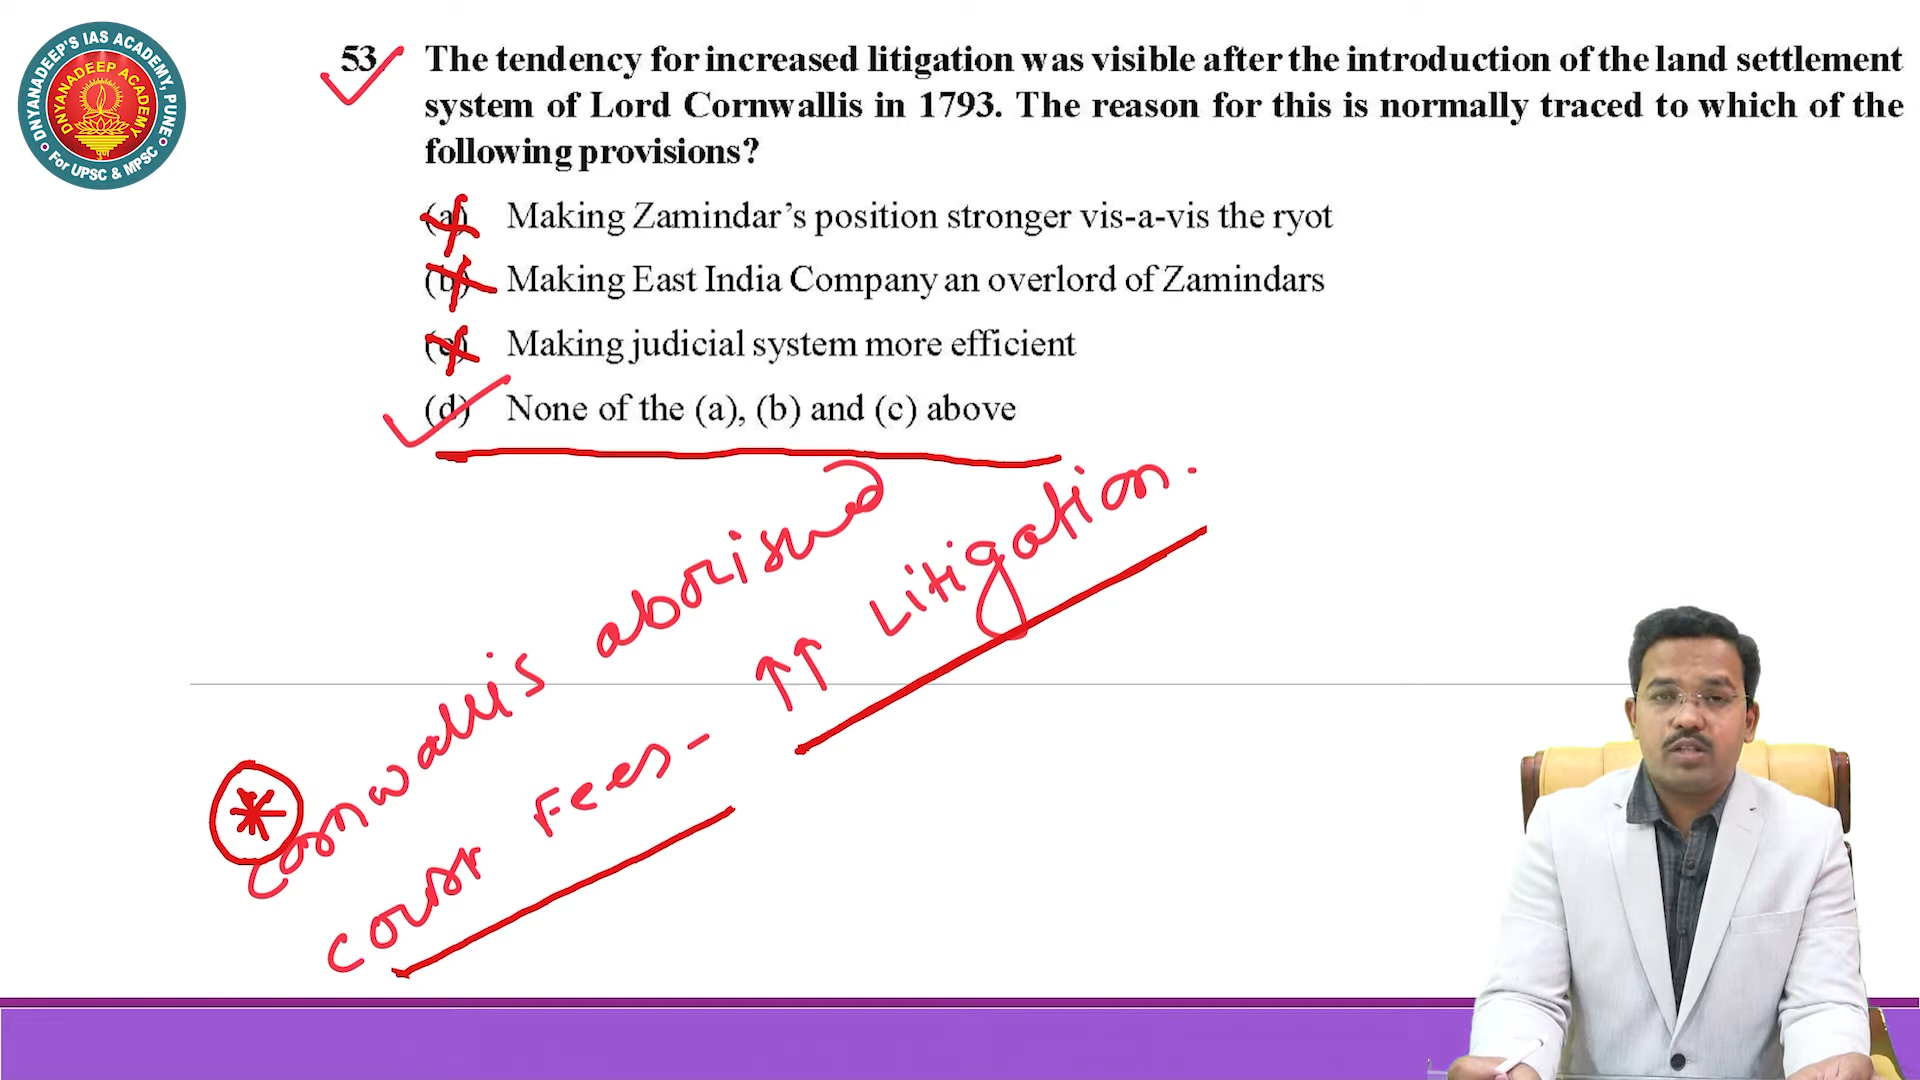 DNYANADEEP'S IAS ACADEMY, PUNE
DNYANADEEP ACADEMY
For UPSC & MPSC
53 The tendency for increased litigation was visible after the introduction of the land settlement
system of Lord Cornwallis in 1793. The reason for this is normally traced to which of the
following provisions?
(a) Making Zamindar's position stronger vis-a-vis the ryot
(b) Making East India Company an overlord of Zamindars
(c) Making judicial system more efficient
(d) None of the (a), (b) and (c) above
Cornwallis abolished
Court Fees - ↑↑ Litigation.